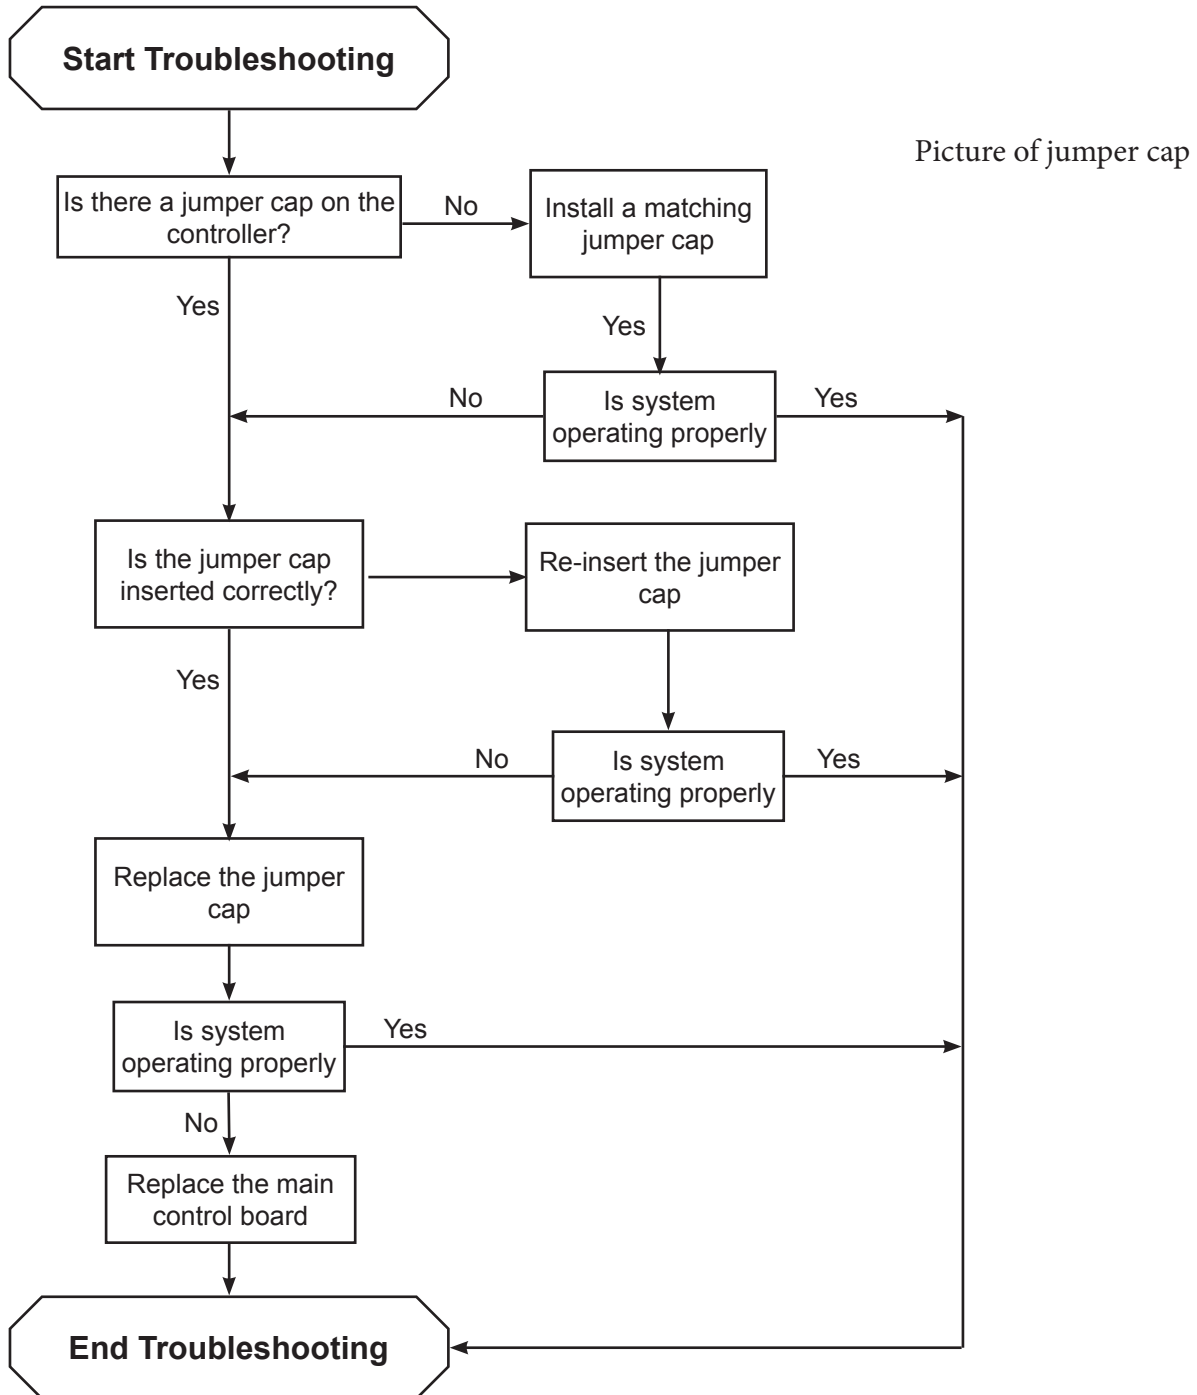 Start Troubleshooting
Picture of jumper cap
Is there a jumper cap on the
controller?
No
Install a matching
jumper cap
Yes
Yes
No
Is system
operating properly
Yes
Is the jumper cap
inserted correctly?
Re-insert the jumper
cap
Yes
No
Is system
operating properly
Yes
Replace the jumper
cap
Is system
operating properly
Yes
No
Replace the main
control board
End Troubleshooting